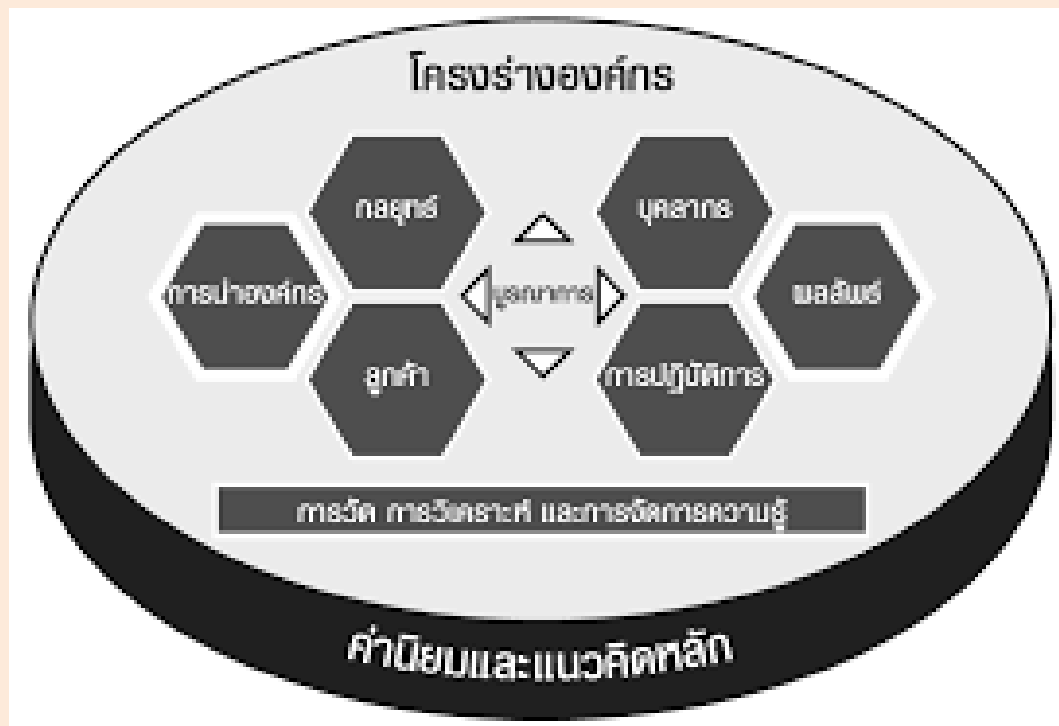 โครงร่างองค์กร
กลยุทธ์
บุคลากร
การนำองค์กร
บูรณาการ
ผลลัพธ์
ลูกค้า
การปฏิบัติการ
การวัด การวิเคราะห์ และการจัดการความรู้
ค่านิยมและแนวคิดหลัก